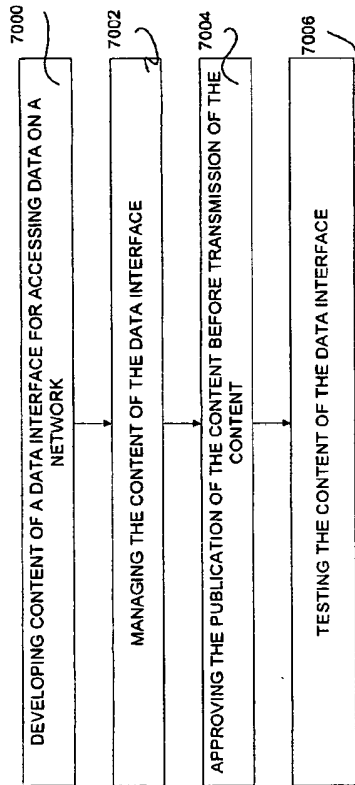 7000
DEVELOPING CONTENT OF A DATA INTERFACE FOR ACCESSING DATA ON A
NETWORK
7002
MANAGING THE CONTENT OF THE DATA INTERFACE
7004
APPROVING THE PUBLICATION OF THE CONTENT BEFORE TRANSMISSION OF THE
CONTENT
7006
TESTING THE CONTENT OF THE DATA INTERFACE